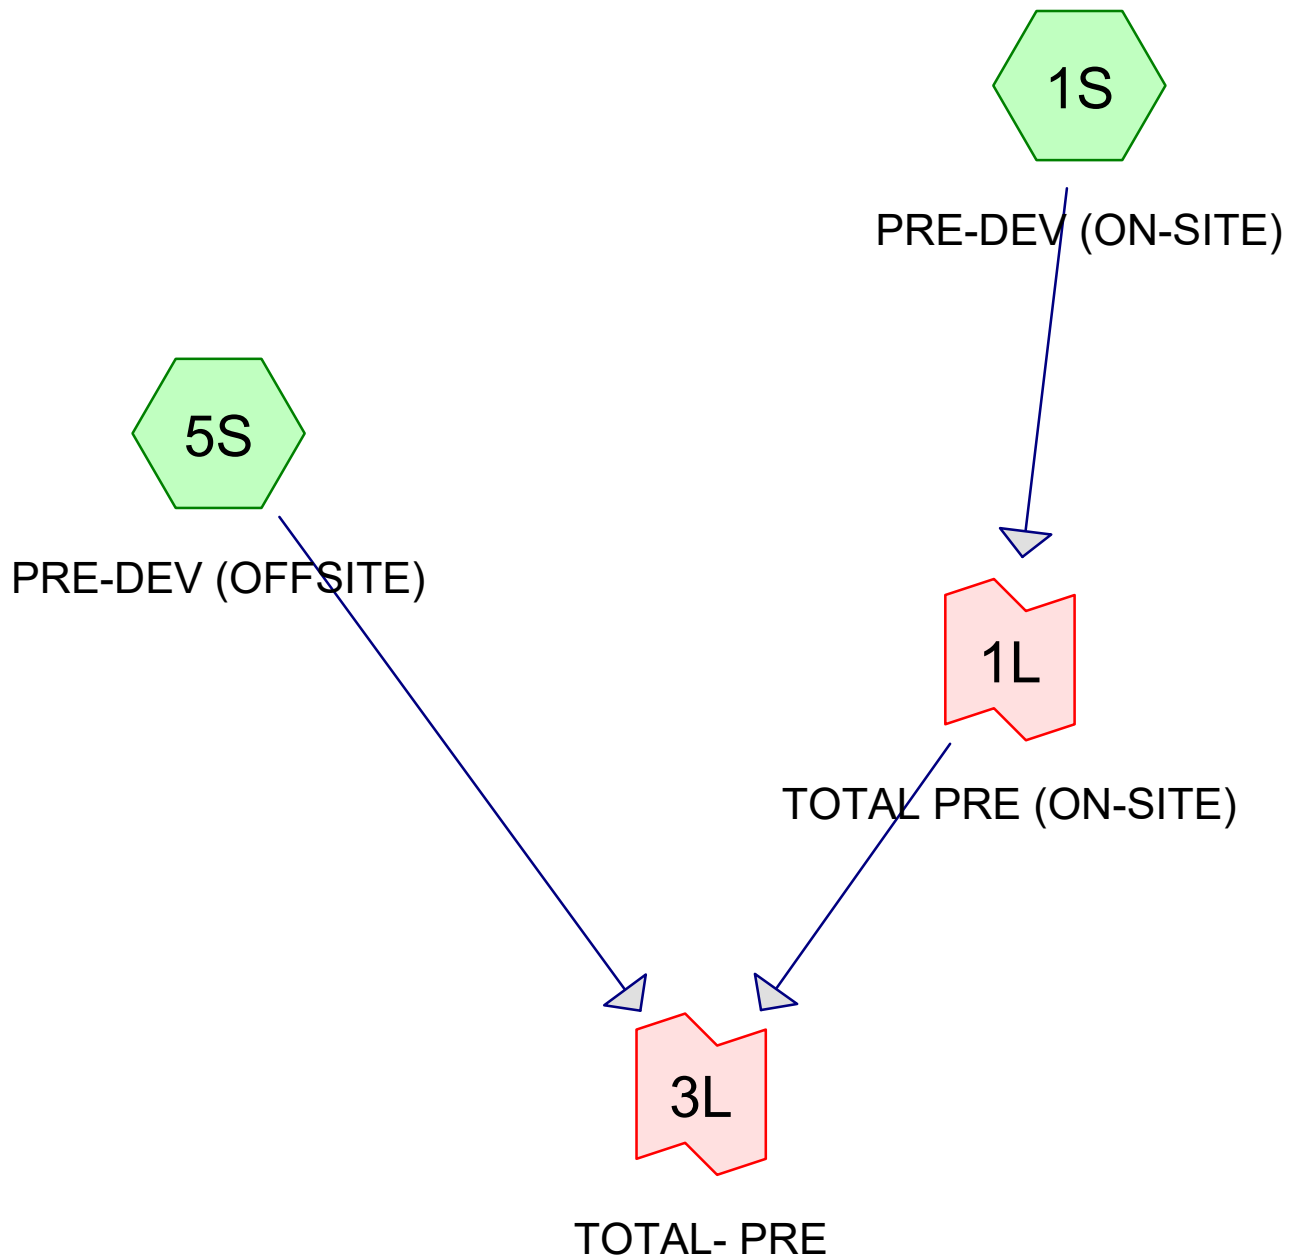 1S
PRE-DEV (ON-SITE)
5S
PRE-DEV (OFFSITE)
1L
TOTAL PRE (ON-SITE)
3L
TOTAL- PRE